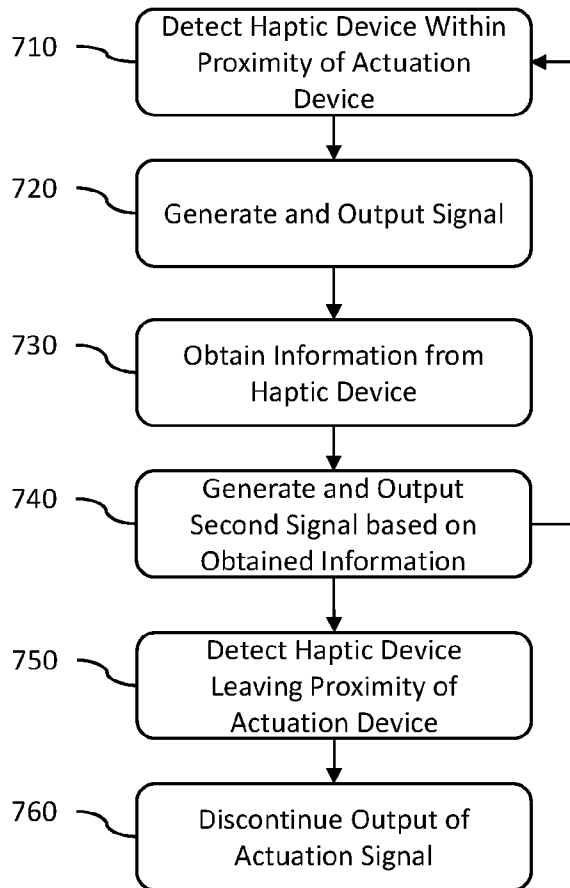 710
Detect Haptic Device Within
Proximity of Actuation
Device
720
Generate and Output Signal
730
Obtain Information from
Haptic Device
740
Generate and Output
Second Signal based on
Obtained Information
750
Detect Haptic Device
Leaving Proximity of
Actuation Device
760
Discontinue Output of
Actuation Signal